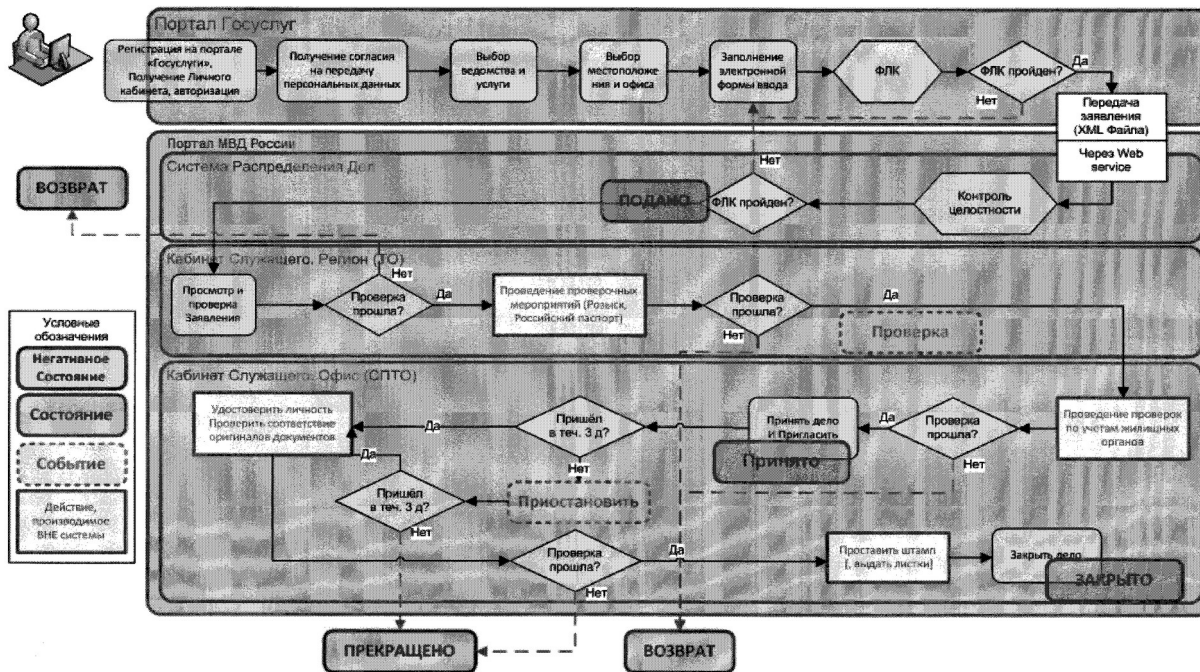 Портал Госуслуг
Регистрация на портале
«Госуслуги»,
Получение Личного
кабинета, авторизация
Получение согласия
на передачу
персональных данных
Выбор
ведомства и
услуги
Выбор
местоположе
ния и офиса
Заполнение
электронной
формы ввода
ФЛК
ФЛК пройден?
Да
Нет
Передача
заявления
(XML Файла)
Через Web
service
Портал МВД России
Система Распределения Дел
ВОЗВРАТ
ПОДАНО
ФЛК пройден?
Нет
Контроль
целостности
Кабинет Служащего. Регион (ТО)
Просмотр и
проверка
Заявления
Нет
Проверка
прошла?
Да
Проведение проверочных
мероприятий (Розыск,
Российский паспорт)
Проверка
прошла?
Да
Нет
Проверка
Условные
обозначения
Негативное
Состояние
Состояние
Событие
Действие,
производимое
ВНЕ системы
Кабинет Служащего. Офис (СПТО)
Удостоверить личность
Проверить соответствие
оригиналов документов
Да
Пришёл
в теч. 3 д?
Нет
Принять дело
И Пригласить
Принято
Да
Проверка
прошла?
Нет
Проведение проверок
по учетам жилищных
органов
Да
Пришёл
в теч. 3 д?
Нет
Приостановить
Проверка
прошла?
Да
Нет
Проставить штамп
[, выдать листки]
Закрыть дело
ЗАКРЫТО
ПРЕКРАЩЕНО
ВОЗВРАТ